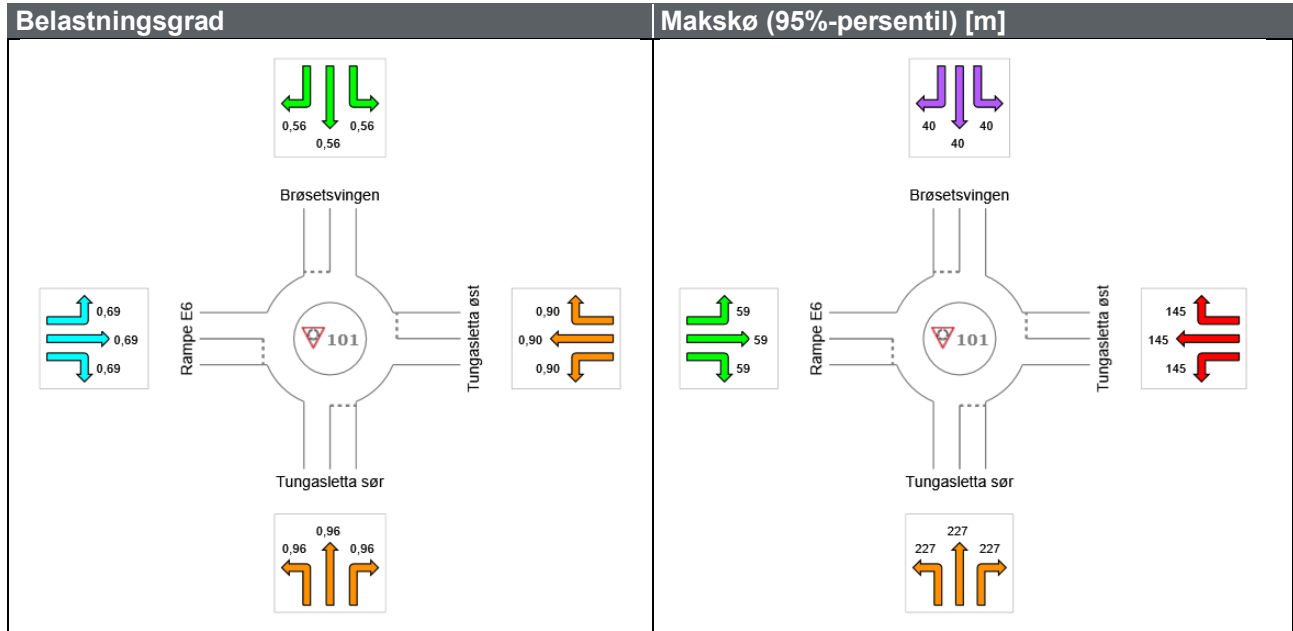 Belastningsgrad
Makskø (95%-persentil) [m]
0,56
0,56
0,56
Brøsetsvingen
0,69
0,69
0,69
Rampe E6
101
Tungasletta øst
0,90
0,90
0,90
Tungasletta sør
0,96
0,96
0,96
40
40
40
Brøsetsvingen
59
59
59
Rampe E6
101
Tungasletta øst
145
145
145
Tungasletta sør
227
227
227